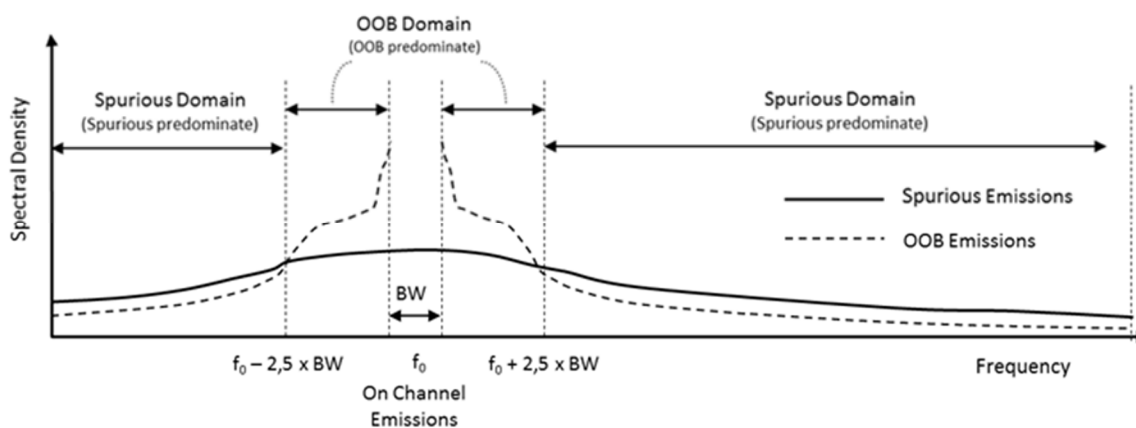 OOB Domain
(OOB predominate)
Spurious Domain
(Spurious predominate)
Spurious Domain
(Spurious predominate)
Spectral Density
Spurious Emissions
OOB Emissions
BW
f₀ – 2,5 x BW
f₀
f₀ + 2,5 x BW
Frequency
On Channel
Emissions